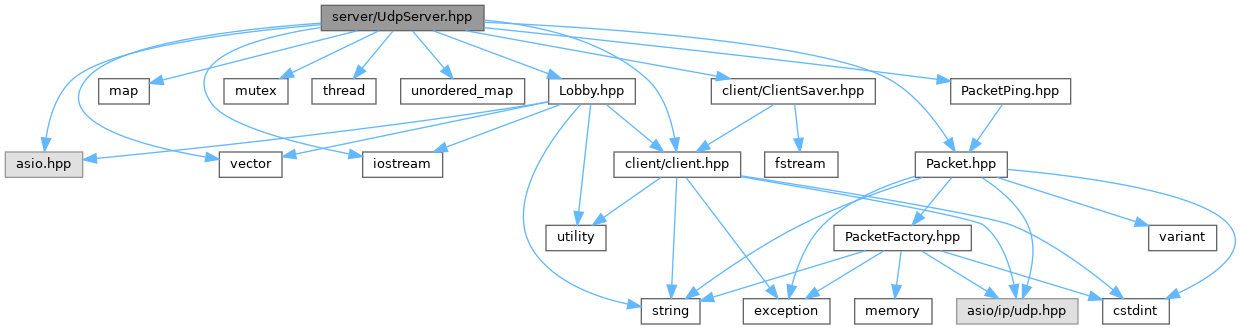 server/UdpServer.hpp
map
mutex
thread
unordered_map
Lobby.hpp
client/ClientSaver.hpp
PacketPing.hpp
asio.hpp
vector
iostream
client/client.hpp
fstream
Packet.hpp
utility
PacketFactory.hpp
variant
string
exception
memory
asio/ip/udp.hpp
cstdint